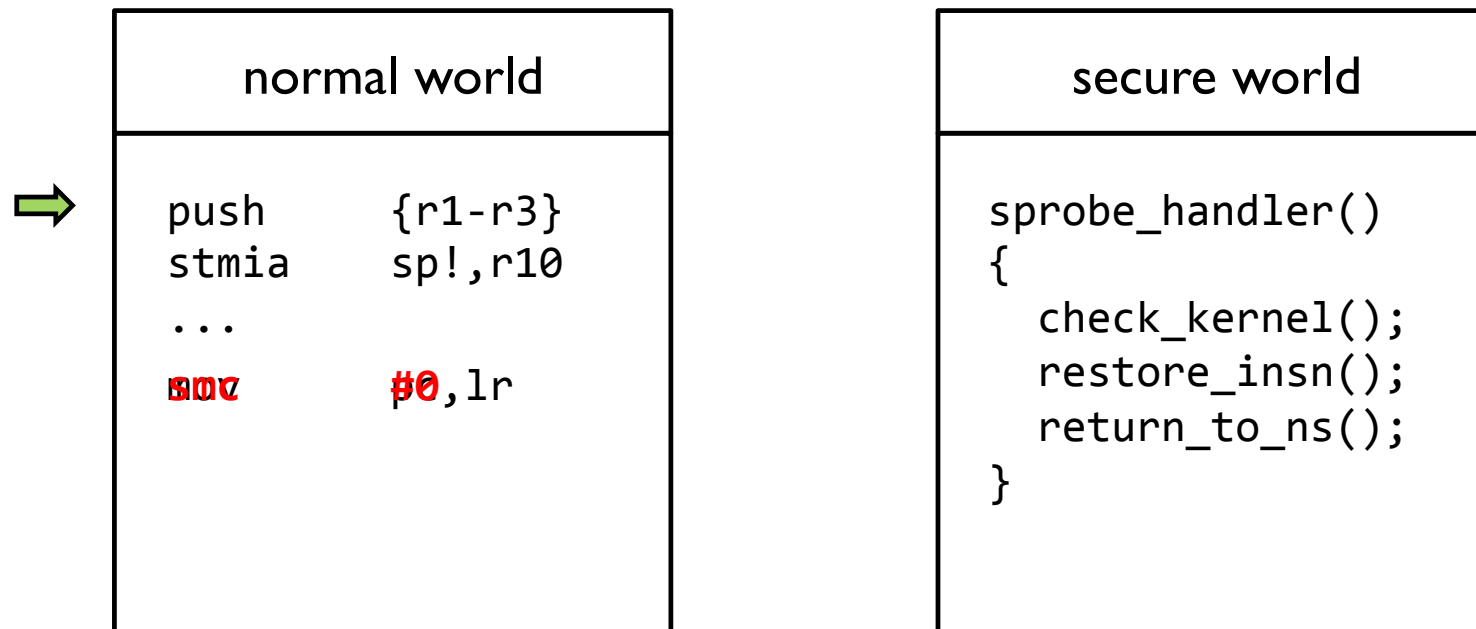 normal world
push {r1-r3}
stmia sp!,r10
...
smc #0,lr
secure world
sprobe_handler()
{
check_kernel();
restore_insn();
return_to_ns();
}